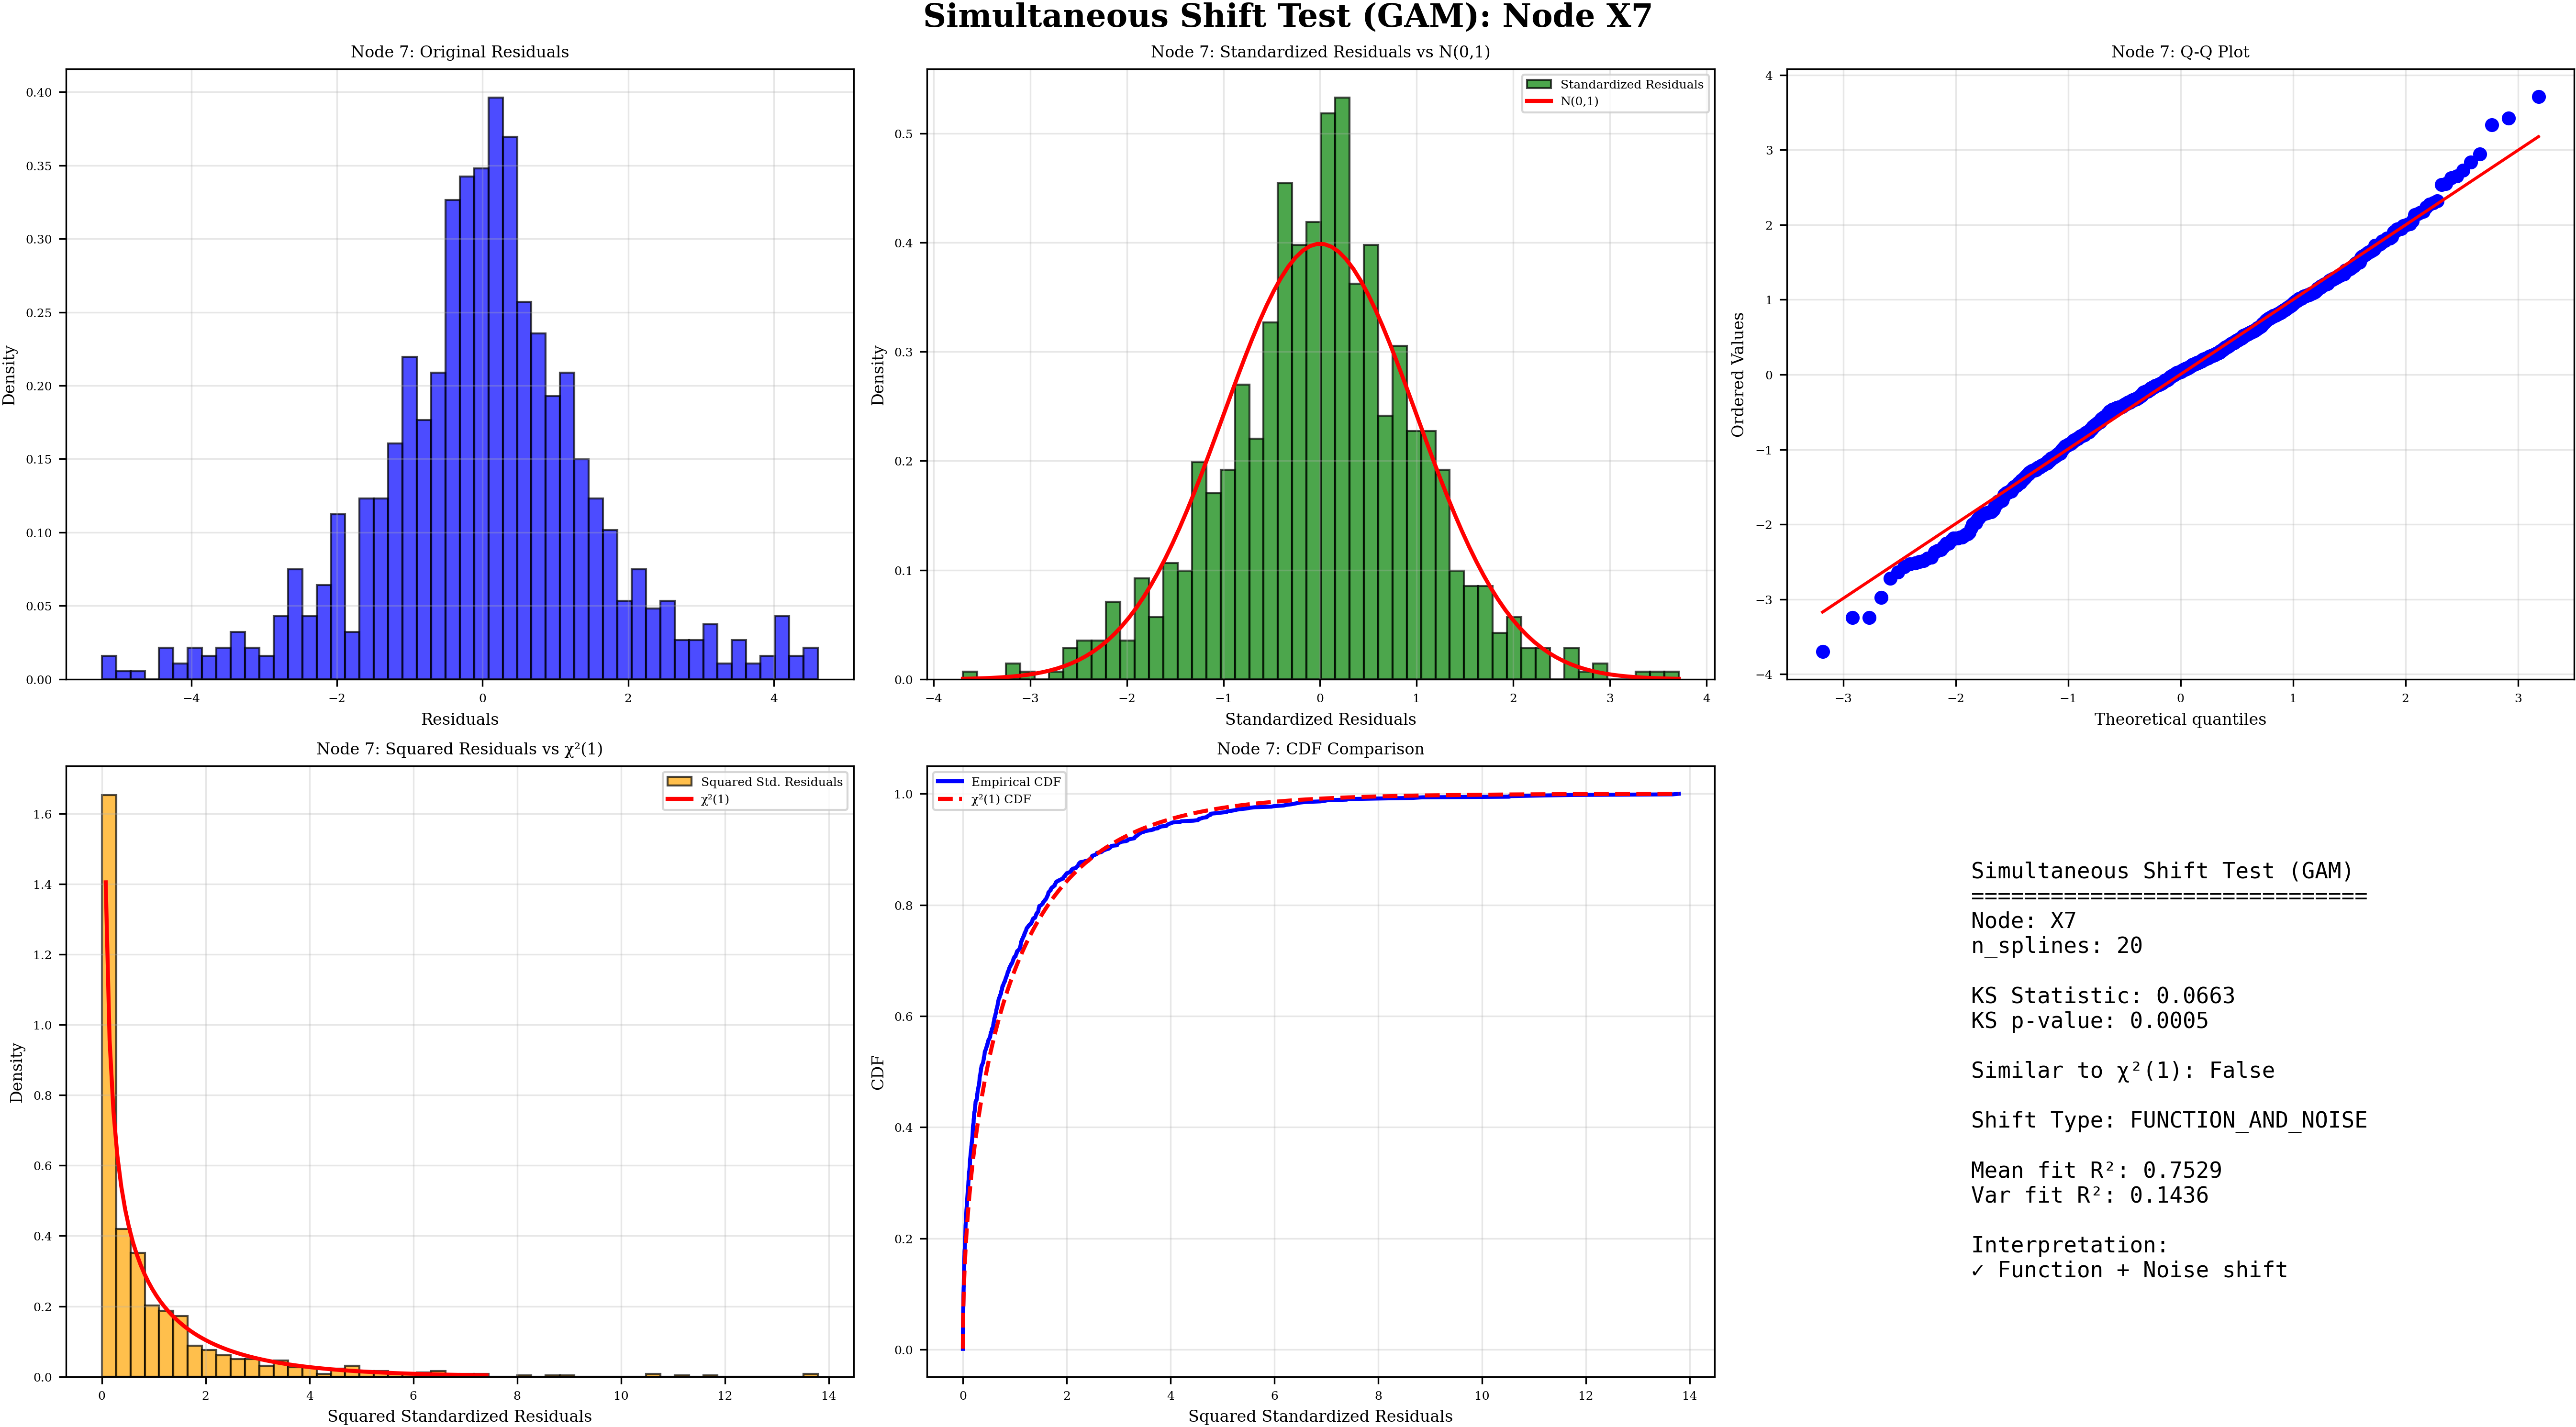 Simultaneous Shift Test (GAM): Node X7
Node 7: Original Residuals
0.40
0.35
0.30
0.25
0.20
0.15
0.10
0.05
0.00
Density
−4
−2
0
2
4
Residuals
Node 7: Standardized Residuals vs N(0,1)
Standardized Residuals
N(0,1)
0.5
0.4
0.3
0.2
0.1
0.0
Density
−4
−3
−2
−1
0
1
2
3
4
Standardized Residuals
Node 7: Q-Q Plot
4
3
2
1
0
−1
−2
−3
−4
Ordered Values
−3
−2
−1
0
1
2
3
Theoretical quantiles
Node 7: Squared Residuals vs χ²(1)
Squared Std. Residuals
χ²(1)
1.6
1.4
1.2
1.0
0.8
0.6
0.4
0.2
0.0
Density
0
2
4
6
8
10
12
14
Squared Standardized Residuals
Node 7: CDF Comparison
Empirical CDF
χ²(1) CDF
1.0
0.8
0.6
0.4
0.2
0.0
CDF
0
2
4
6
8
10
12
14
Squared Standardized Residuals
Simultaneous Shift Test (GAM)
==============================
Node: X7
n_splines: 20
KS Statistic: 0.0663
KS p-value: 0.0005
Similar to χ²(1): False
Shift Type: FUNCTION_AND_NOISE
Mean fit R²: 0.7529
Var fit R²: 0.1436
Interpretation:
✓ Function + Noise shift